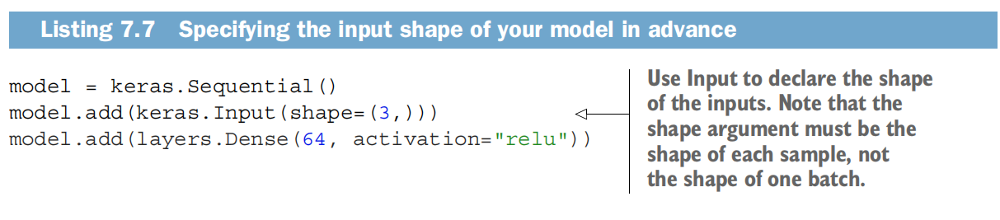 Listing 7.7 Specifying the input shape of your model in advance
model = keras.Sequential()
model.add(keras.Input(shape=(3,)))
model.add(layers.Dense(64, activation="relu"))
Use Input to declare the shape
of the inputs. Note that the
shape argument must be the
shape of each sample, not
the shape of one batch.